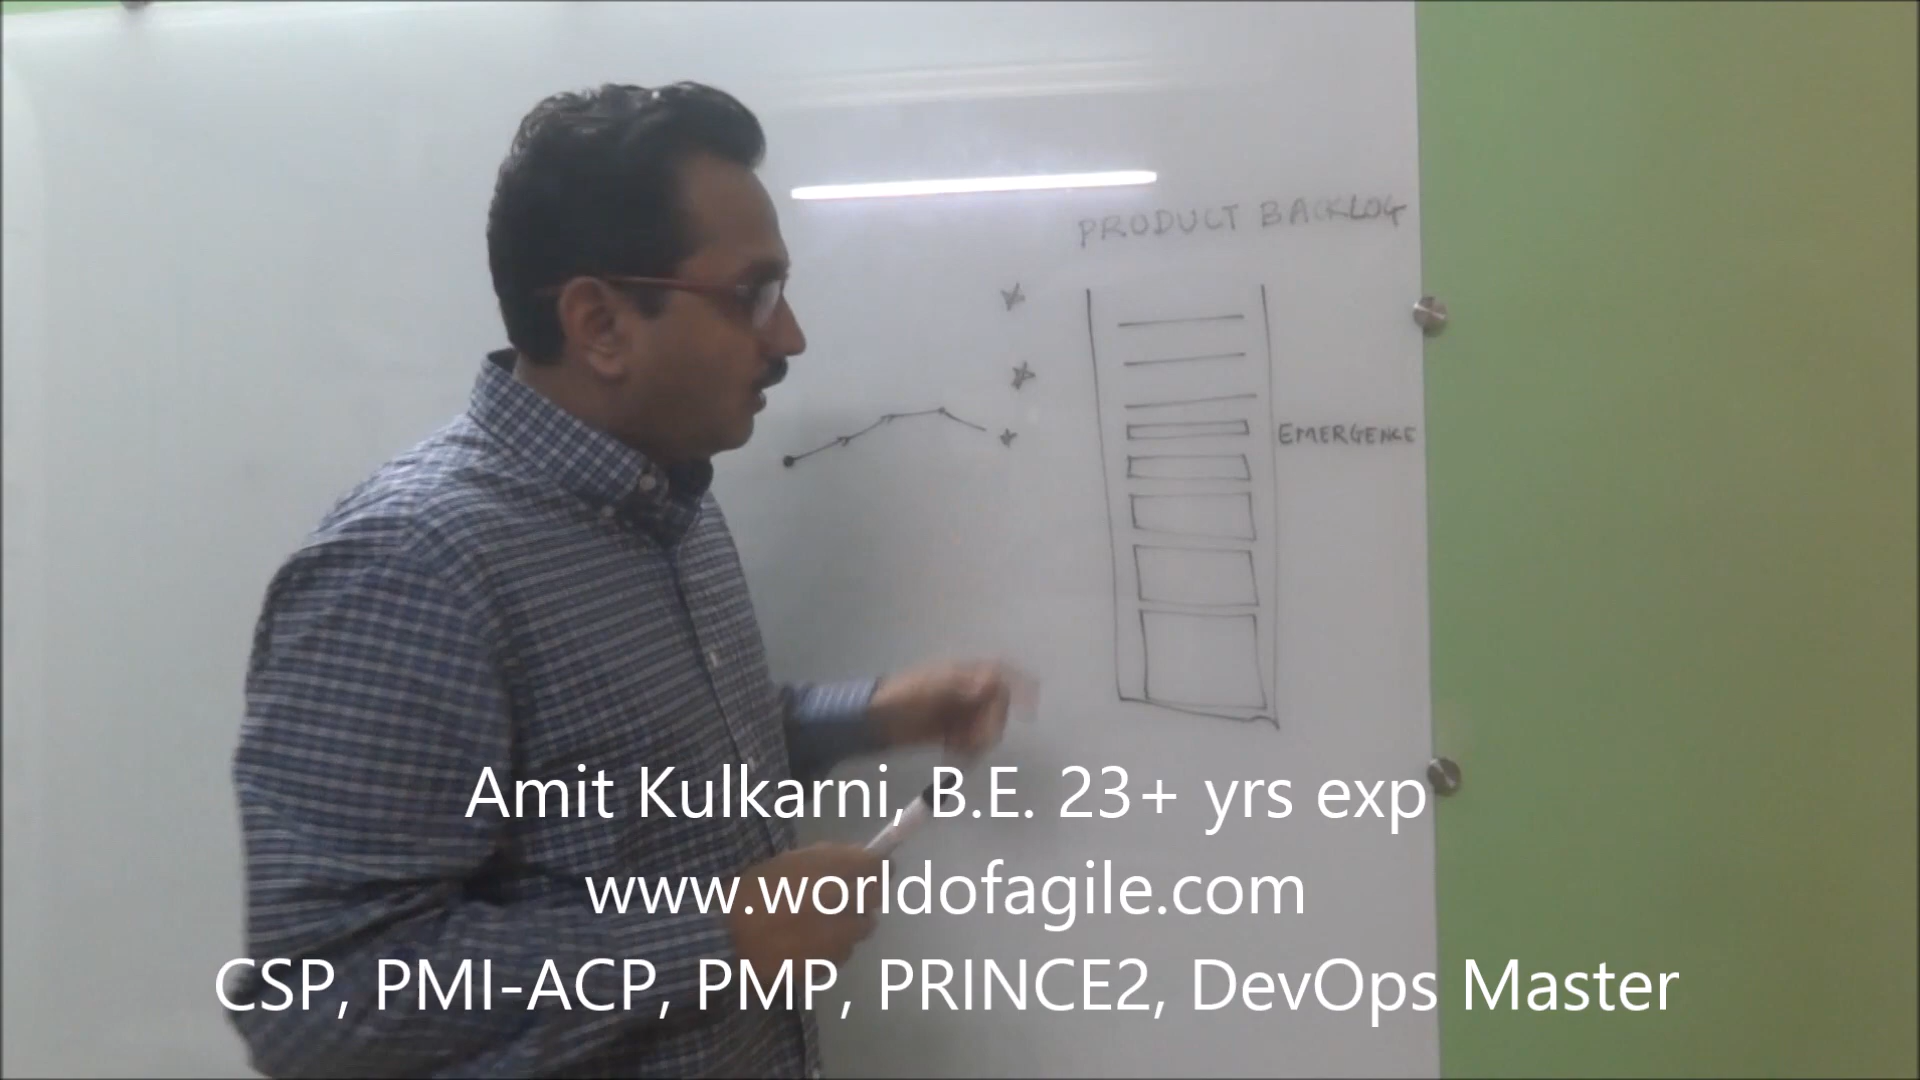 PRODUCT BACKLOG
EMERGENCE
Amit Kulkarni, B.E. 23+ yrs exp
www.worldofagile.com
CSP, PMI-ACP, PMP, PRINCE2, DevOps Master